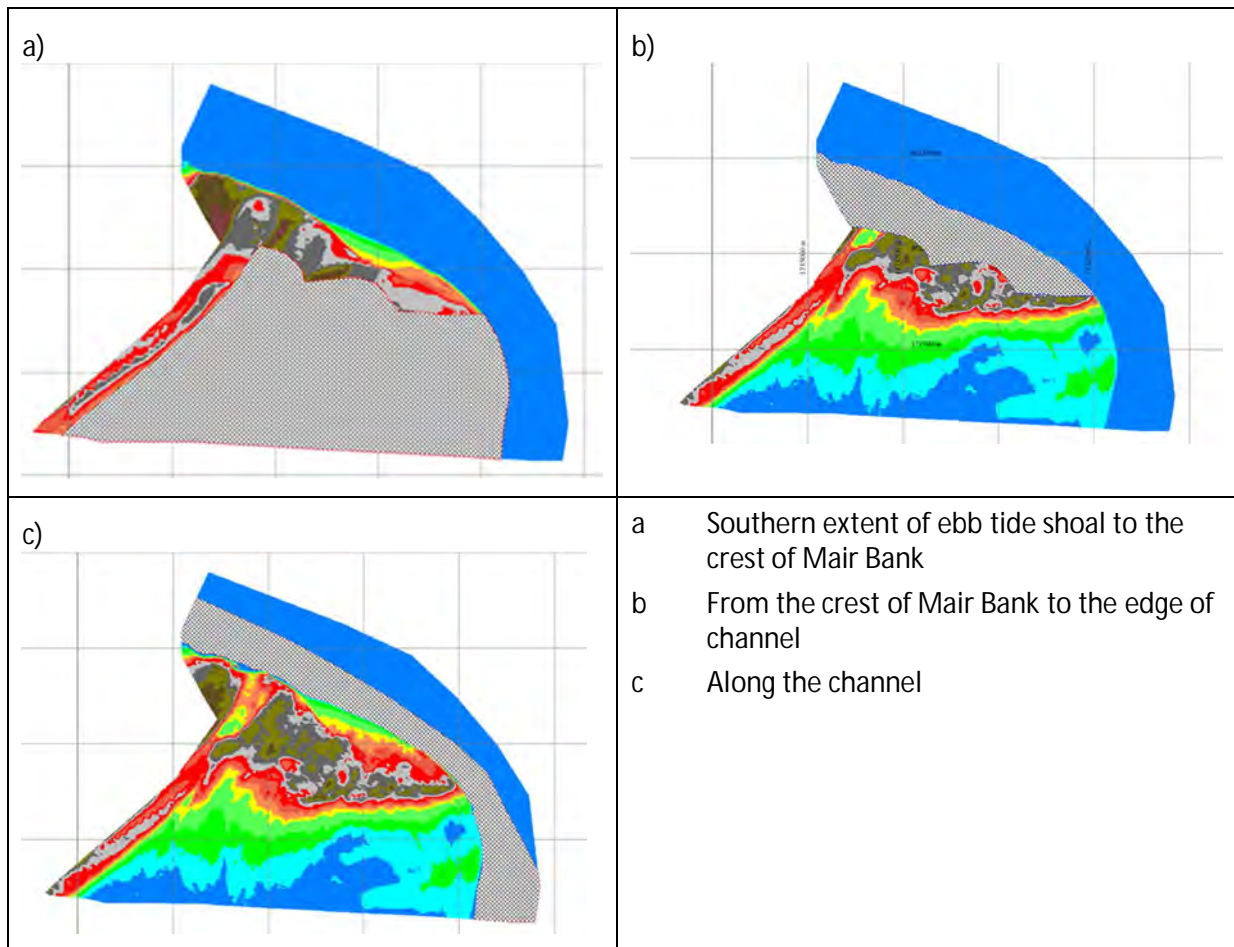 a)
b)
c)
a Southern extent of ebb tide shoal to the
crest of Mair Bank
b From the crest of Mair Bank to the edge of
channel
c Along the channel